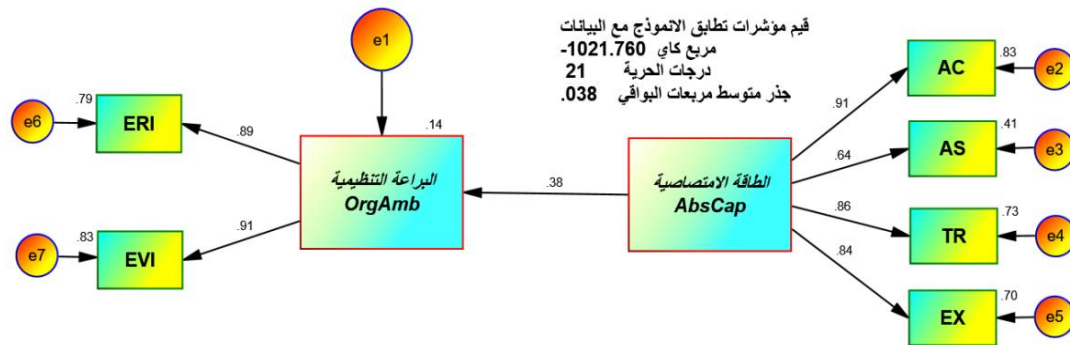 قيم مؤشرات تطابق الانموذج مع البيانات
مربع كاي 1021.760-
درجات الحرية 21
جذر متوسط مربعات البواقي 038.
e1
e6
.79
ERI
.89
.14
البراعة التنظيمية
OrgAmb
.38
الطاقة الامتصاصية
AbsCap
.91
AC
.83
e2
.64
AS
.41
e3
.86
TR
.73
e4
.84
EX
.70
e5
.91
.83
EVI
e7